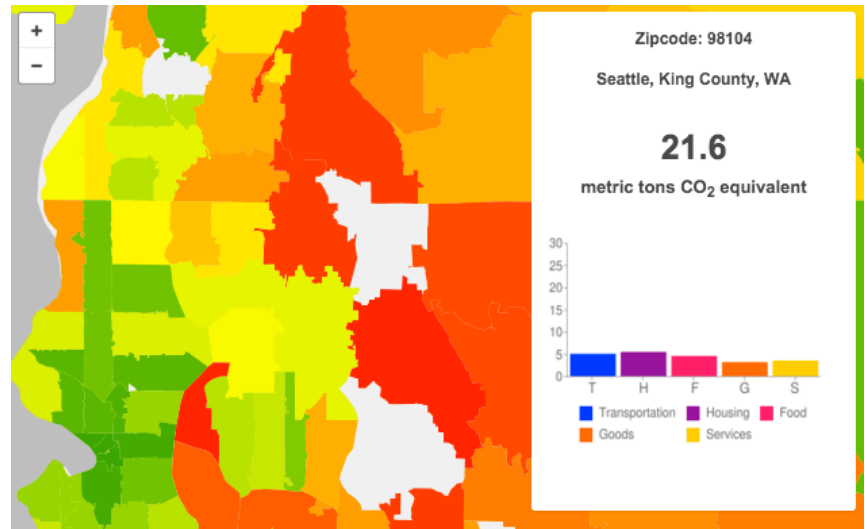 +
−
Zipcode: 98104
Seattle, King County, WA
21.6
metric tons CO₂ equivalent
30
25
20
15
10
5
0
T H F G S
Transportation Housing Food
Goods Services